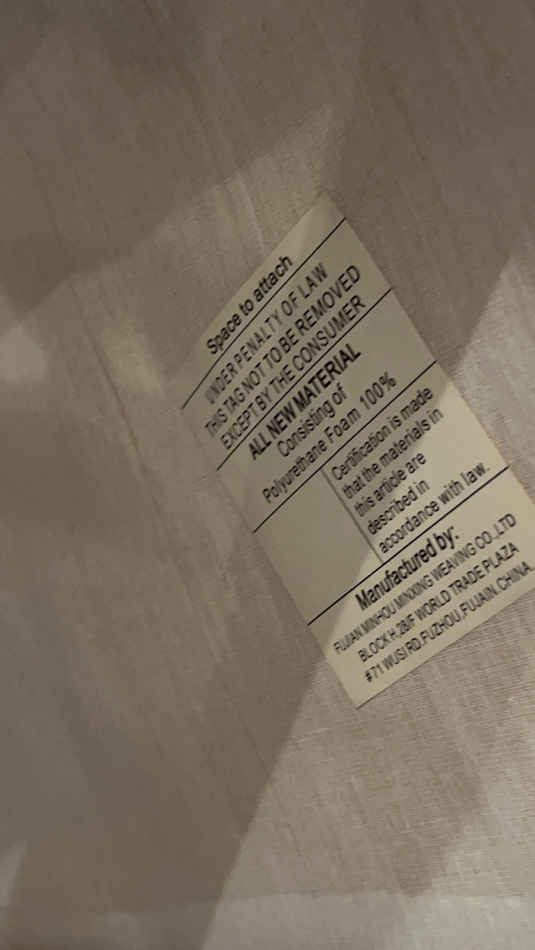 Space to attach
UNDER PENALTY OF LAW
THIS TAG NOT TO BE REMOVED
EXCEPT BY THE CONSUMER
ALL NEW MATERIAL
Consisting of
Polyurethane Foam 100%
Certification is made
that the materials in
this article are
described in
accordance with law.
Manufactured by:
FUJIAN MINHOU MINXING WEAVING CO.,LTD
BLOCK H,28/F WORLD TRADE PLAZA
#71 WUSI RD.FUZHOU,FUJAIN.CHINA.